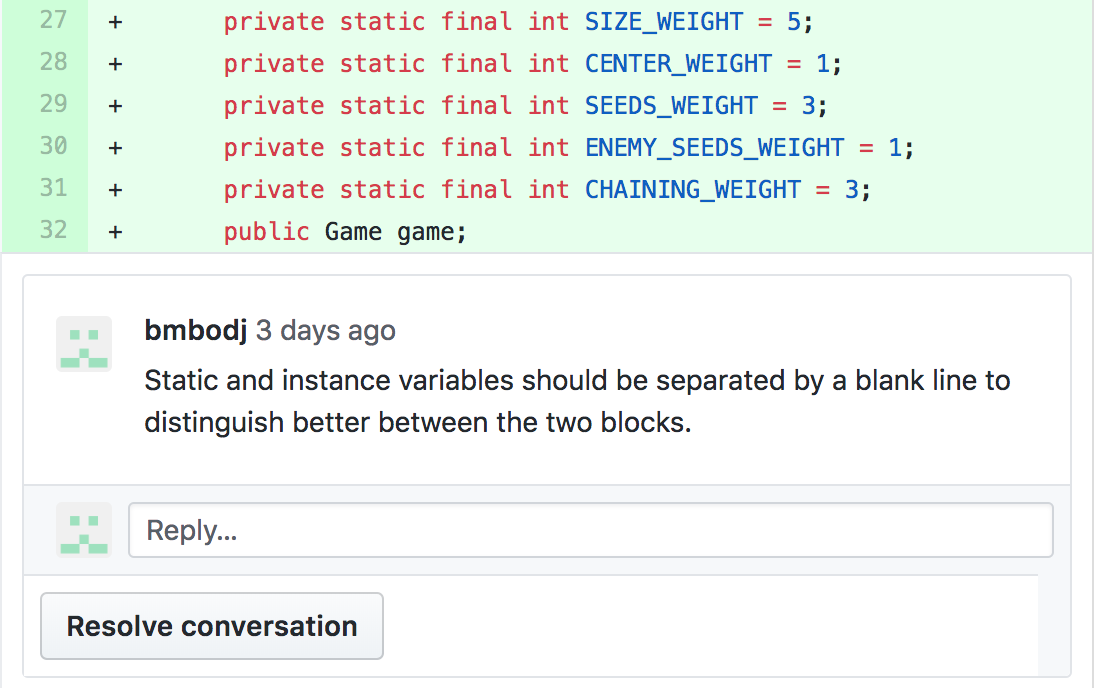 27 + private static final int SIZE_WEIGHT = 5;
28 + private static final int CENTER_WEIGHT = 1;
29 + private static final int SEEDS_WEIGHT = 3;
30 + private static final int ENEMY_SEEDS_WEIGHT = 1;
31 + private static final int CHAINING_WEIGHT = 3;
32 + public Game game;
bmbodj 3 days ago
Static and instance variables should be separated by a blank line to
distinguish better between the two blocks.
Reply...
Resolve conversation